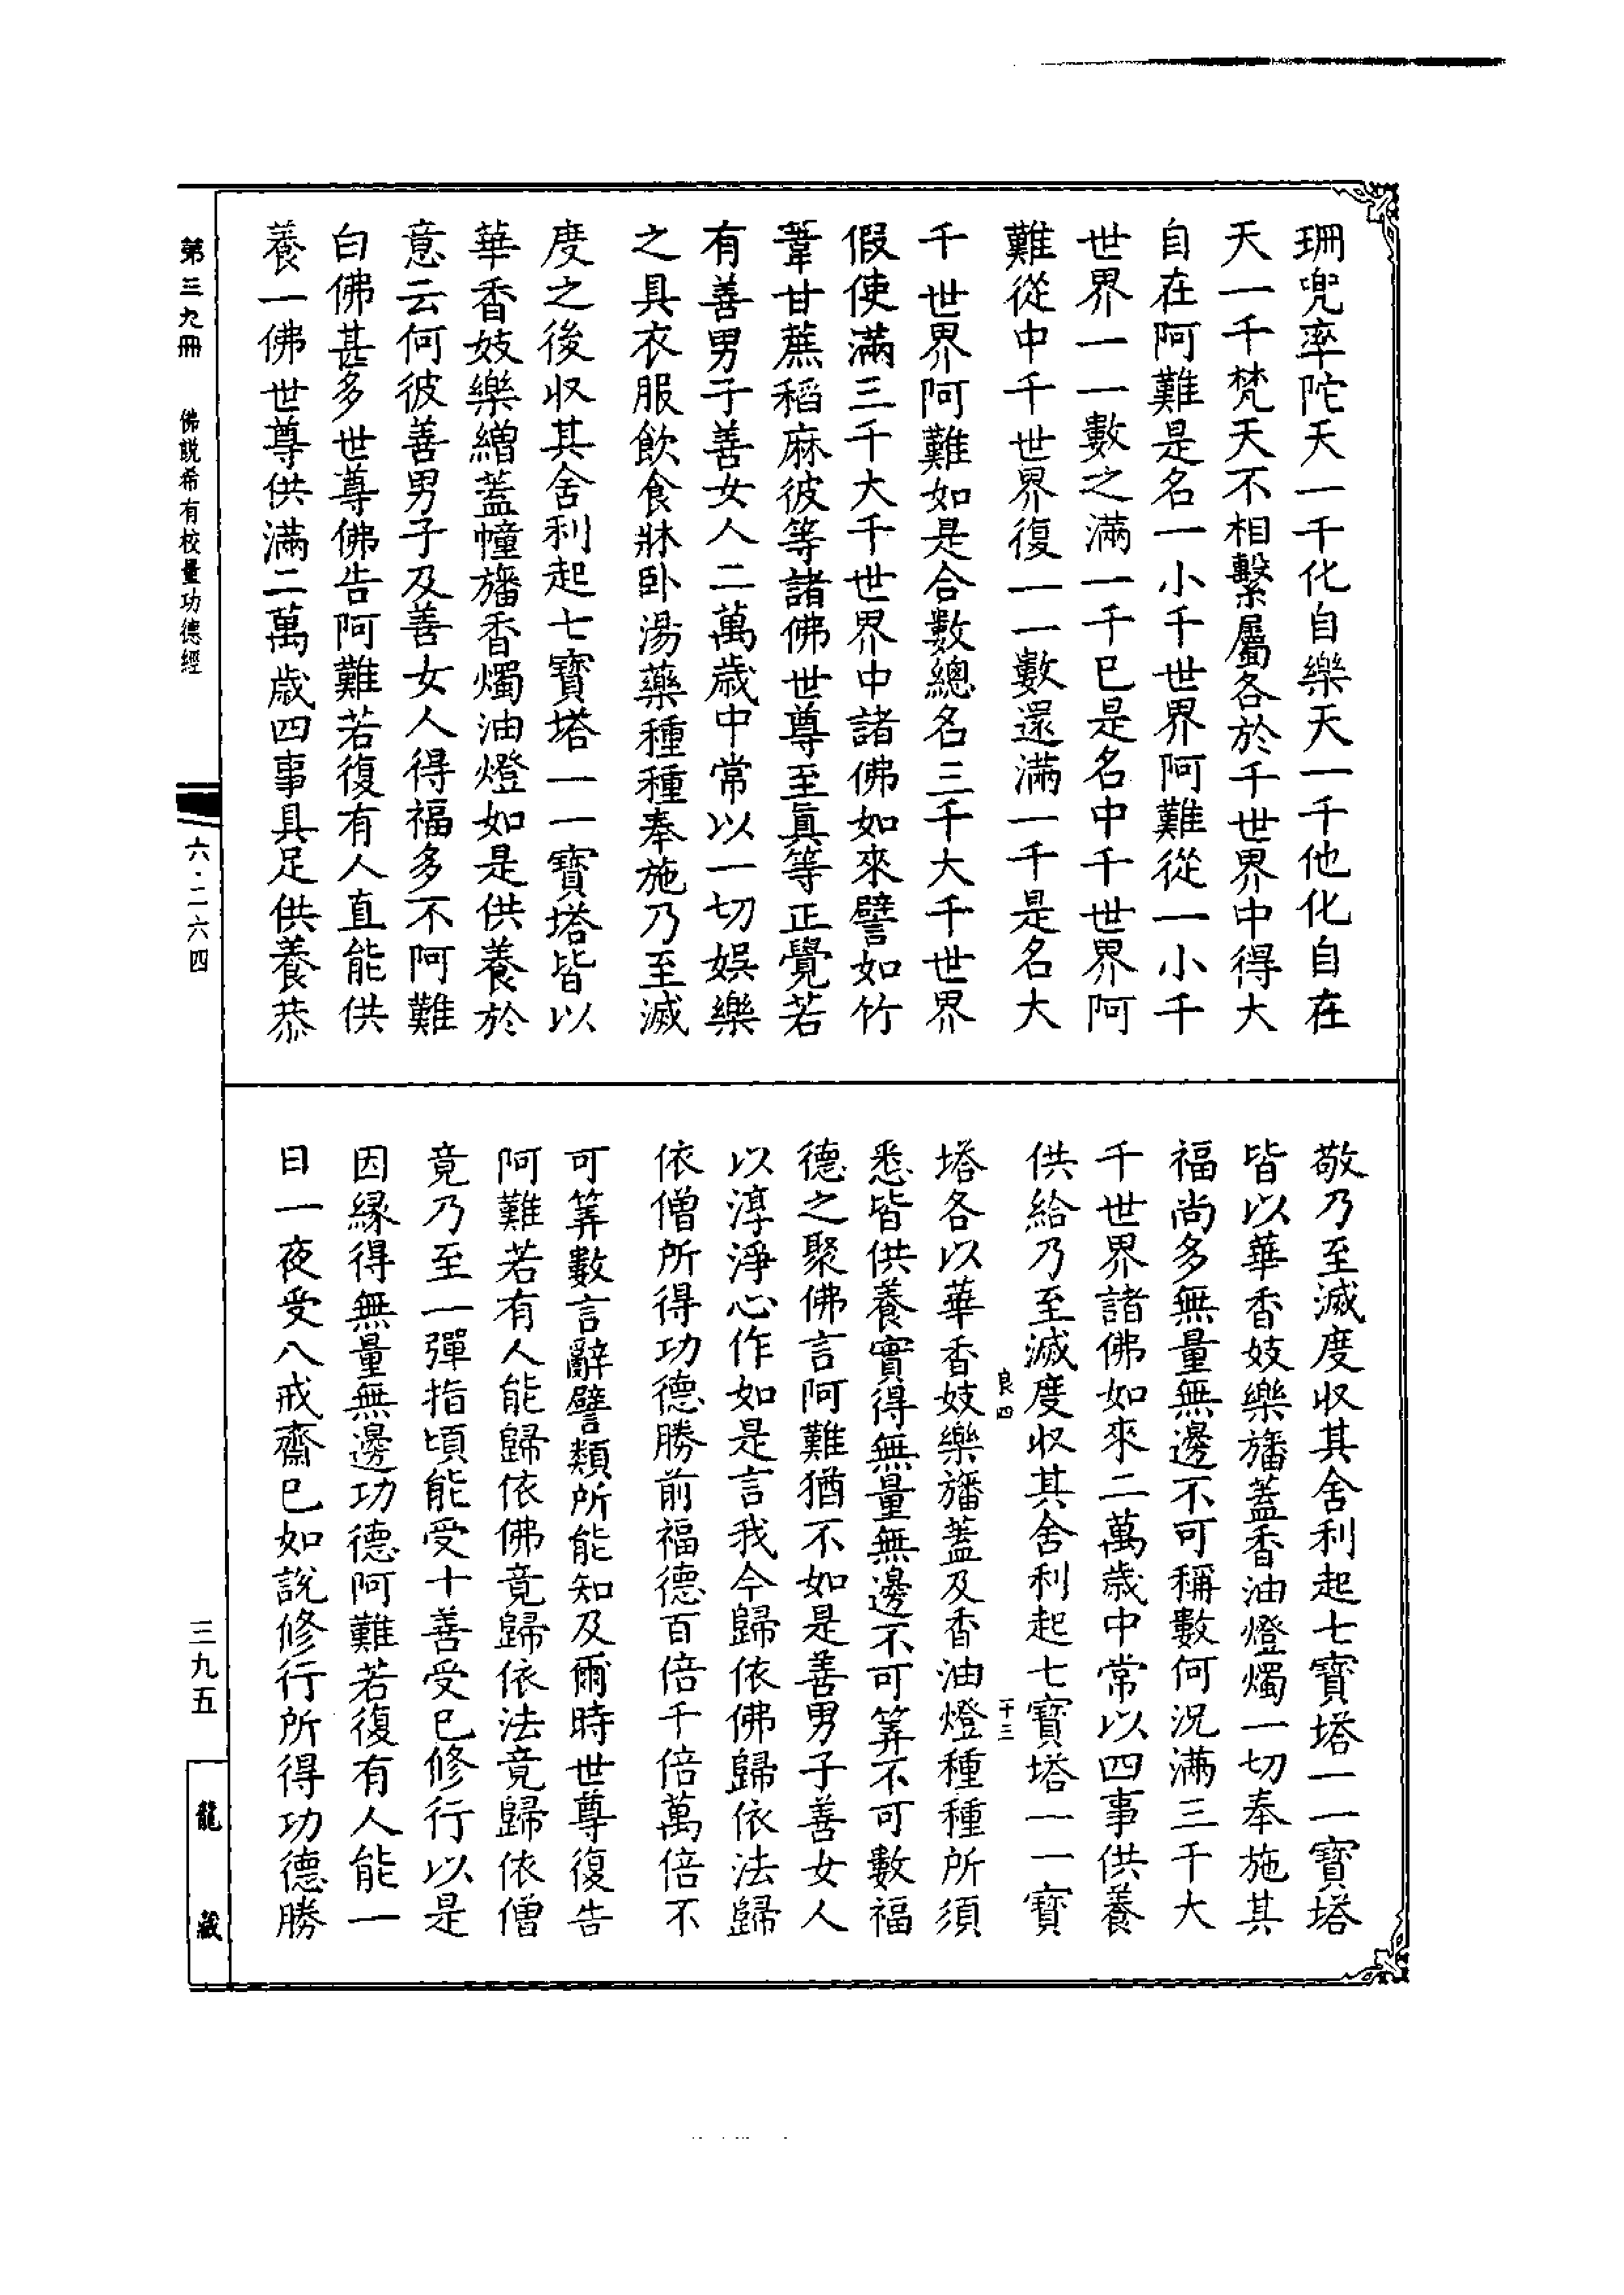 珊兜率陀天一千化自樂天一千他化自在
天一千梵天不相繫屬各於千世界中得大
自在阿難是名一小千世界阿難從一小千
世界一一數之滿一千已是名中千世界阿
難從中千世界復一一數還滿一千是名大
千世界阿難如是合數總名三千大千世界
假使滿三千大千世界中諸佛如來譬如竹
葦甘蔗稻麻彼等諸佛世尊至眞等正覺若
有善男子善女人二萬歲中常以一切娛樂
之具衣服飲食牀臥湯藥種種奉施乃至滅
度之後収其舍利起七寶塔一一寶塔皆以
華香妓樂繒蓋幢旛香燭油燈如是供養於
意云何彼善男子及善女人得福多不阿難
白佛甚多世尊佛告阿難若復有人直能供
養一佛世尊供滿二萬歲四事具足供養恭
敬乃至滅度収其舍利起七寶塔一一寶塔
皆以華香妓樂旛蓋香油燈燭一切奉施其
福尚多無量無邊不可稱數何況滿三千大
千世界諸佛如來二萬歲中常以四事供養
供給乃至滅度収其舍利起七寶塔一一寶
良四
十三
塔各以華香妓樂旛蓋及香油燈種種所須
悉皆供養實得無量無邊不可筭不可數福
德之聚佛言阿難猶不如是善男子善女人
以淳淨心作如是言我今歸依佛歸依法歸
依僧所得功德勝前福德百倍千倍萬倍不
可筭數言辭譬類所能知及爾時世尊復告
阿難若有人能歸依佛竟歸依法竟歸依僧
竟乃至一彈指頃能受十善受已修行以是
因緣得無量無邊功德阿難若復有人能一
日一夜受八戒齋已如說修行所得功德勝
第三九冊
佛說希有校量功德經
六·二六四
三九五
龍藏